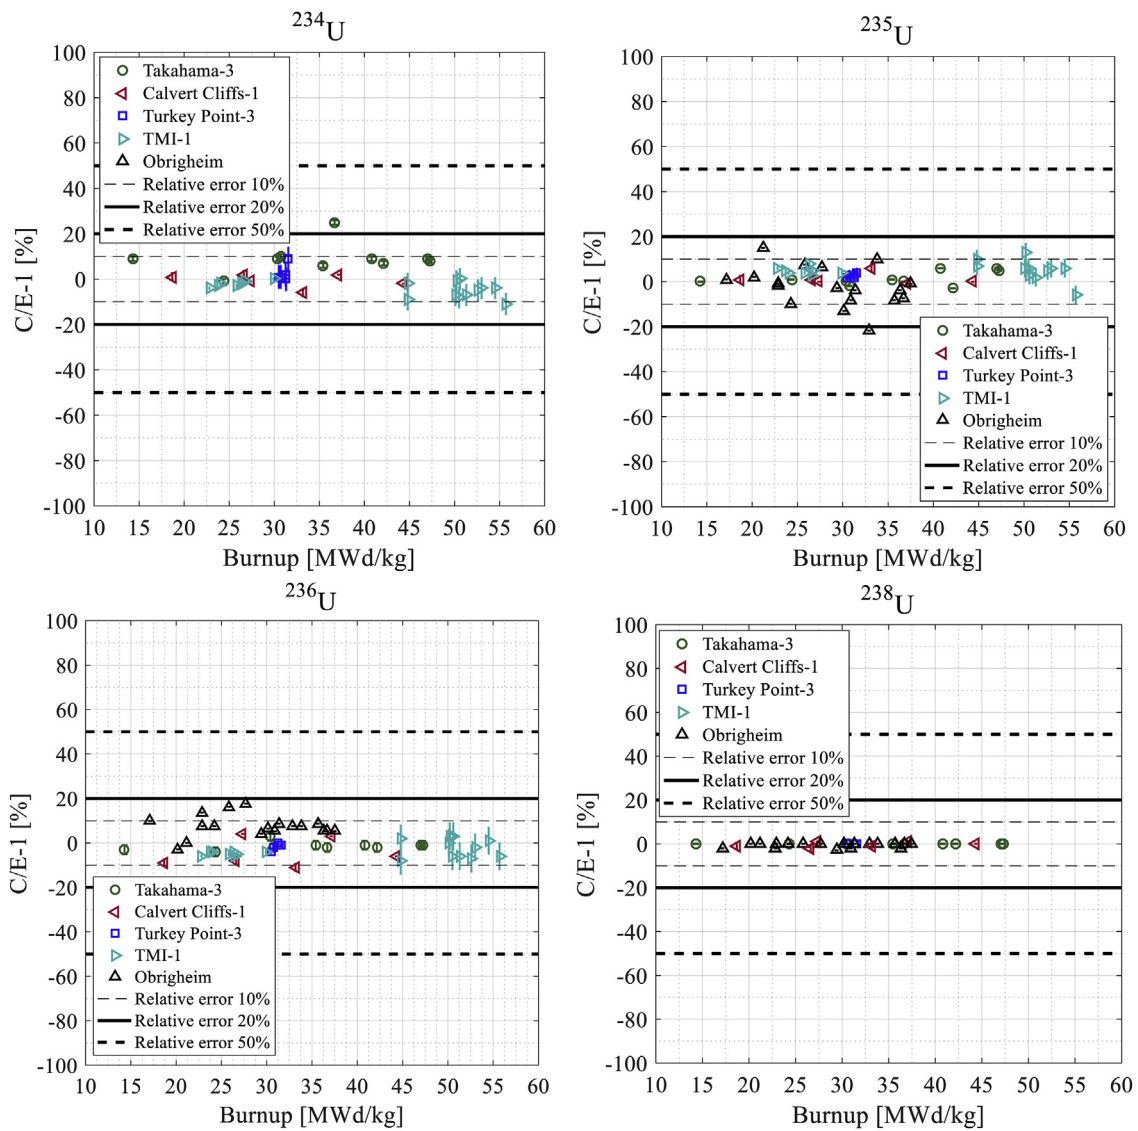 ²³⁴U
100
80
60
40
20
0
-20
-40
-60
-80
-100
C/E-1 [%]
Takahama-3
Calvert Cliffs-1
Turkey Point-3
TMI-1
Obrigheim
Relative error 10%
Relative error 20%
Relative error 50%
10 15 20 25 30 35 40 45 50 55 60
Burnup [MWd/kg]
²³⁵U
100
80
60
40
20
0
-20
-40
-60
-80
-100
C/E-1 [%]
Takahama-3
Calvert Cliffs-1
Turkey Point-3
TMI-1
Obrigheim
Relative error 10%
Relative error 20%
Relative error 50%
10 15 20 25 30 35 40 45 50 55 60
Burnup [MWd/kg]
²³⁶U
100
80
60
40
20
0
-20
-40
-60
-80
-100
C/E-1 [%]
Takahama-3
Calvert Cliffs-1
Turkey Point-3
TMI-1
Obrigheim
Relative error 10%
Relative error 20%
Relative error 50%
10 15 20 25 30 35 40 45 50 55 60
Burnup [MWd/kg]
²³⁸U
100
80
60
40
20
0
-20
-40
-60
-80
-100
C/E-1 [%]
Takahama-3
Calvert Cliffs-1
Turkey Point-3
TMI-1
Obrigheim
Relative error 10%
Relative error 20%
Relative error 50%
10 15 20 25 30 35 40 45 50 55 60
Burnup [MWd/kg]